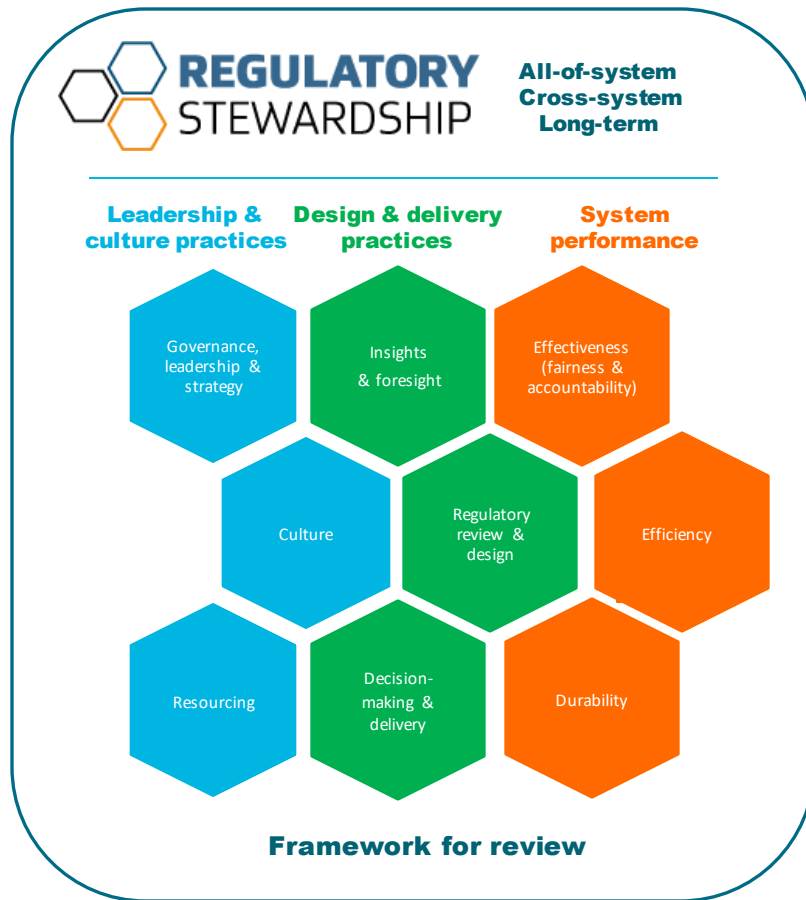 REGULATORY
STEWARDSHIP
All-of-system
Cross-system
Long-term
Leadership &
culture practices
Design & delivery
practices
System
performance
Governance,
leadership &
strategy
Insights
& foresight
Effectiveness
(fairness &
accountability)
Culture
Regulatory
review &
design
Efficiency
Resourcing
Decision-
making &
delivery
Durability
Framework for review